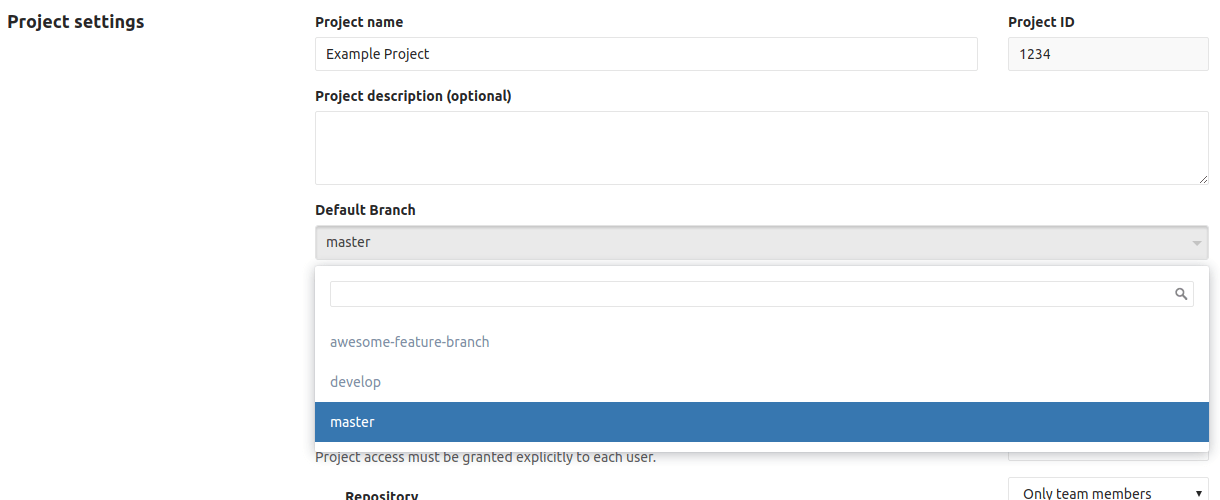 Project settings
Project name
Project ID
Example Project
1234
Project description (optional)
Default Branch
master
awesome-feature-branch
develop
master
Project access must be granted explicitly to each user.
Repository
Only team members